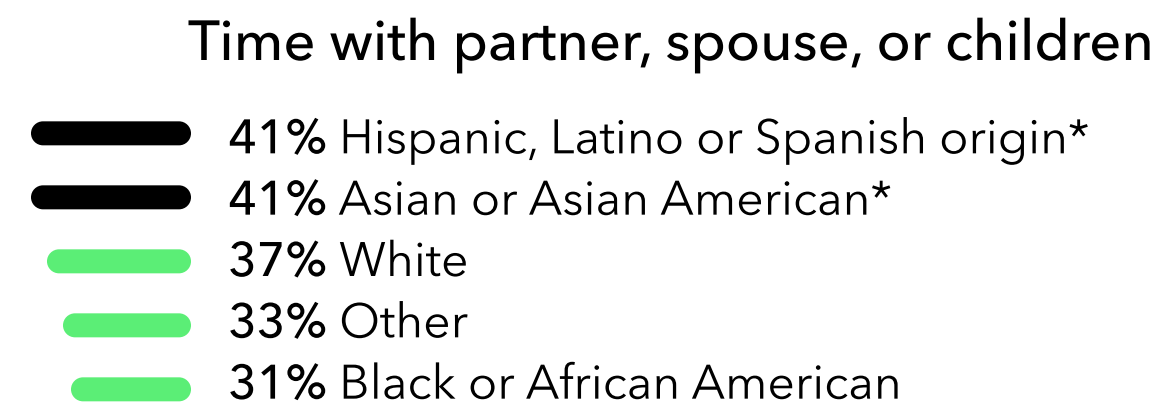 Time with partner, spouse, or children
41% Hispanic, Latino or Spanish origin*
41% Asian or Asian American*
37% White
33% Other
31% Black or African American